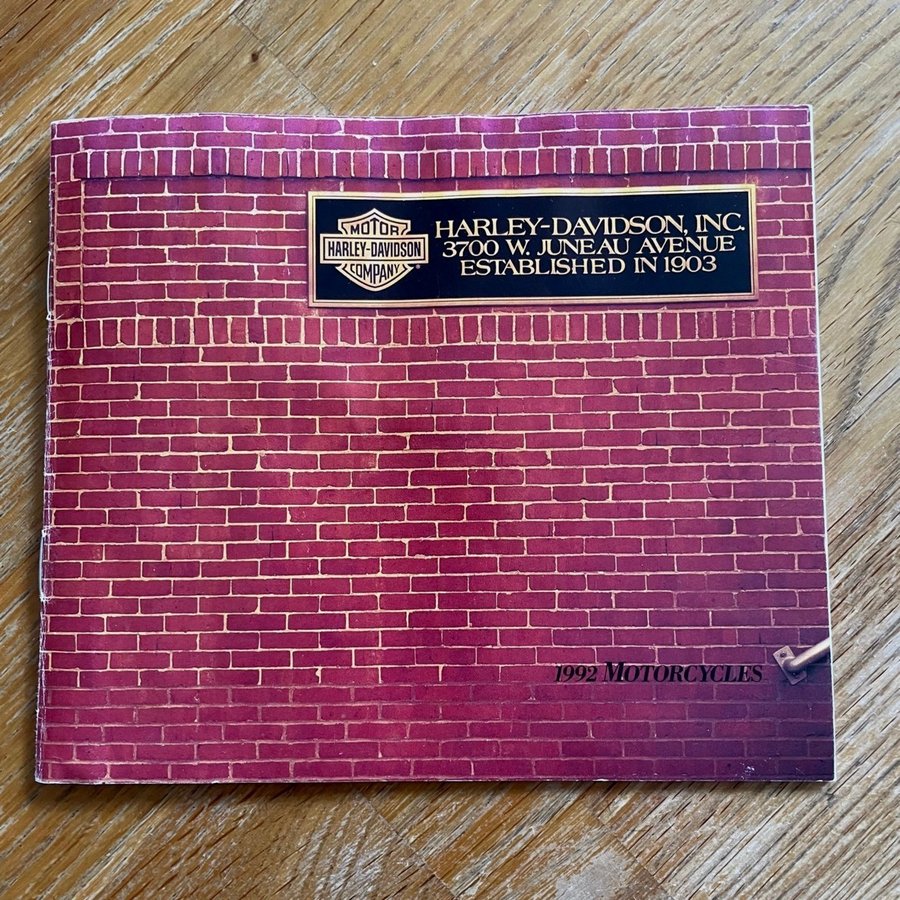 MOTOR
HARLEY-DAVIDSON
COMPANY
®
HARLEY-DAVIDSON, INC.
3700 W. JUNEAU AVENUE
ESTABLISHED IN 1903
1992 MOTORCYCLES